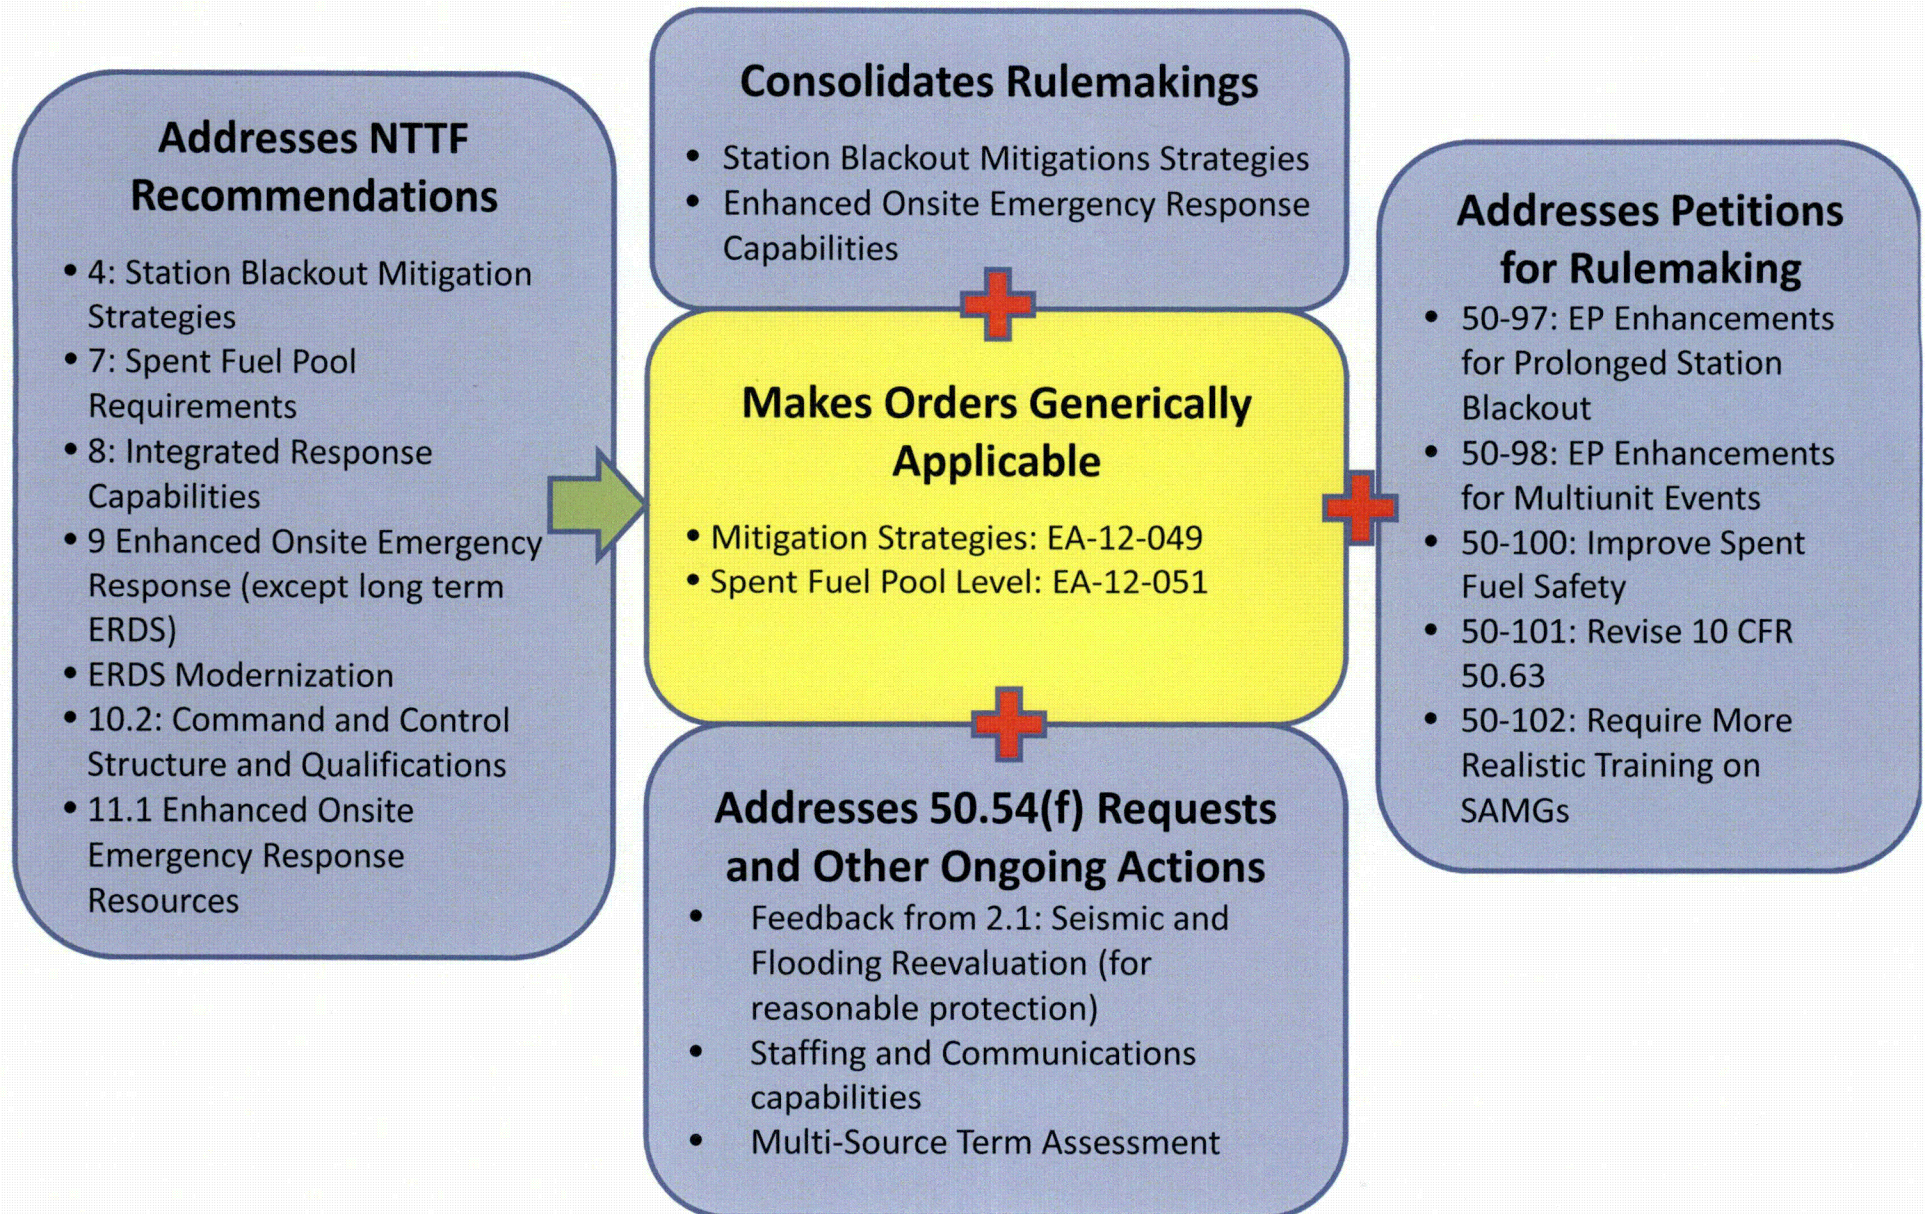 Addresses NTTF
Recommendations
• 4: Station Blackout Mitigation
Strategies
• 7: Spent Fuel Pool
Requirements
• 8: Integrated Response
Capabilities
• 9 Enhanced Onsite Emergency
Response (except long term
ERDS)
• ERDS Modernization
• 10.2: Command and Control
Structure and Qualifications
• 11.1 Enhanced Onsite
Emergency Response
Resources
Consolidates Rulemakings
• Station Blackout Mitigations Strategies
• Enhanced Onsite Emergency Response
Capabilities
Makes Orders Generically
Applicable
• Mitigation Strategies: EA-12-049
• Spent Fuel Pool Level: EA-12-051
Addresses 50.54(f) Requests
and Other Ongoing Actions
• Feedback from 2.1: Seismic and
Flooding Reevaluation (for
reasonable protection)
• Staffing and Communications
capabilities
• Multi-Source Term Assessment
Addresses Petitions
for Rulemaking
• 50-97: EP Enhancements
for Prolonged Station
Blackout
• 50-98: EP Enhancements
for Multiunit Events
• 50-100: Improve Spent
Fuel Safety
• 50-101: Revise 10 CFR
50.63
• 50-102: Require More
Realistic Training on
SAMGs